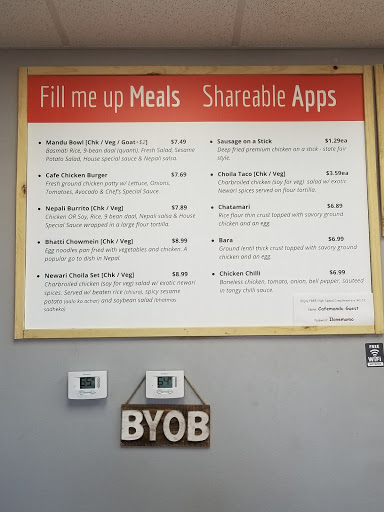 Fill me up Meals
Shareable Apps
Mandu Bowl [Chk / Veg / Goat+$2] $7.49
Basmati Rice, 9-bean daal (quanti), Fresh Salad, Sesame
Potato Salad, House special sauce & Nepali salsa.
Cafe Chicken Burger $7.69
Fresh ground chicken patty w/ Lettuce, Onions,
Tomatoes, Avocado & Chef's Special Sauce
Nepali Burrito [Chk / Veg] $7.89
Chicken OR Soy, Rice, 9 bean daal, Nepali salsa & House
Special Sauce wrapped in a large flour tortilla.
Bhatti Chowmein [Chk / Veg] $8.99
Egg noodles pan fried with vegetables and chicken. A
popular go to dish in Nepal.
Newari Choila Set [Chk / Veg] $8.99
Charbroiled chicken (soy for veg) salad w/ exotic newari
spices. Served w/ beaten rice (chiura), spicy sesame
potato (aalo ko achar) and soybean salad (bhatmas
sadheko).
Sausage on a Stick $1.29ea
Deep fried premium chicken on a stick - state fair
style.
Choila Taco [Chk / Veg] $3.59ea
Charbroiled chicken (soy for veg) salad w/ exotic
Newari spices served on flour tortilla.
Chatamari $6.89
Rice flour thin crust topped with savory ground
chicken and an egg.
Bara $6.99
Ground lentil thick crust topped with savory ground
chicken and an egg.
Chicken Chilli $6.99
Boneless chicken, tomato, onion, bell pepper, sauteed
in tangy chilli sauce.
Catemandu Guest
Ilovemomo
FREE
WiFi
BYOB